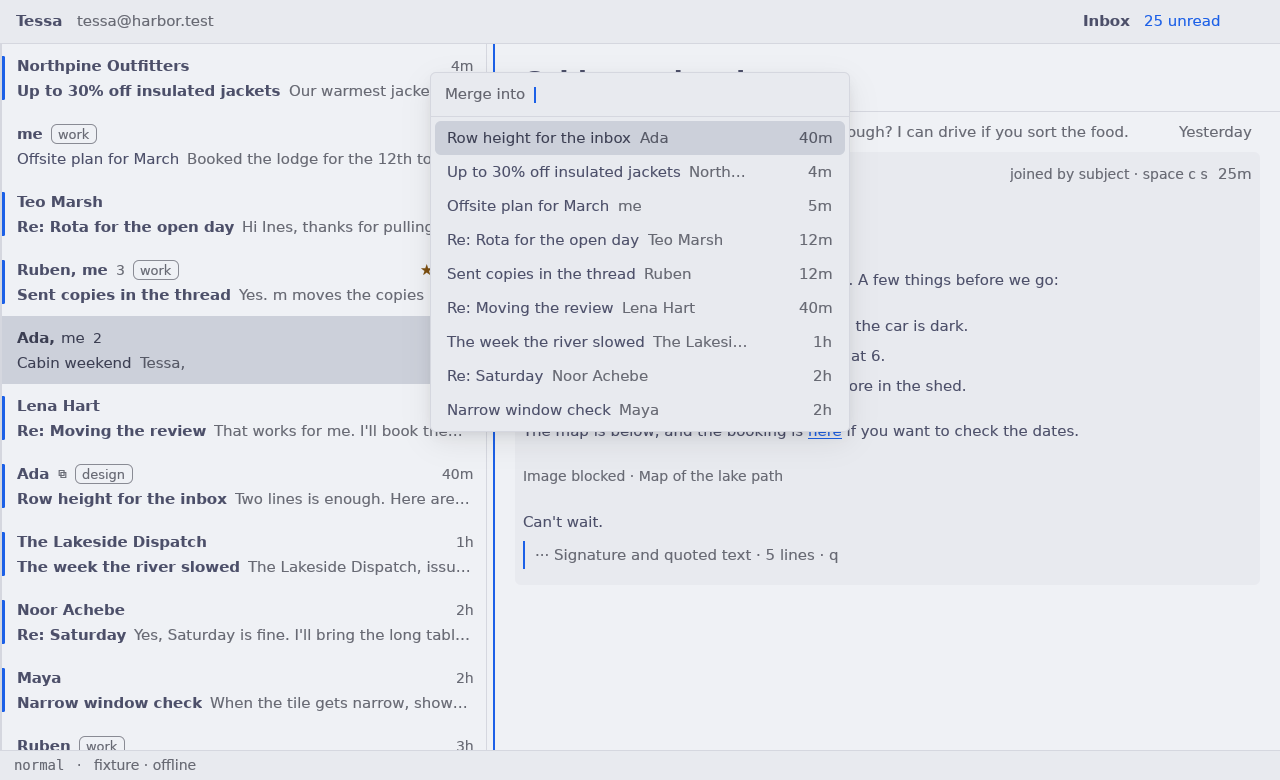 Tessa tessa@harbor.test Inbox 25 unread
Northpine Outfitters 4m
Up to 30% off insulated jackets Our warmest jacke
me work
Offsite plan for March Booked the lodge for the 12th to
Teo Marsh
Re: Rota for the open day Hi Ines, thanks for pulling
Ruben, me 3 work ★
Sent copies in the thread Yes. m moves the copies
Ada, me 2
Cabin weekend Tessa,
Lena Hart
Re: Moving the review That works for me. I'll book the…
Ada ⧉ design 40m
Row height for the inbox Two lines is enough. Here are…
The Lakeside Dispatch 1h
The week the river slowed The Lakeside Dispatch, issu…
Noor Achebe 2h
Re: Saturday Yes, Saturday is fine. I'll bring the long tabl…
Maya 2h
Narrow window check When the tile gets narrow, show…
Ruben work 3h
Merge into
Row height for the inbox Ada 40m
Up to 30% off insulated jackets North… 4m
Offsite plan for March me 5m
Re: Rota for the open day Teo Marsh 12m
Sent copies in the thread Ruben 12m
Re: Moving the review Lena Hart 40m
The week the river slowed The Lakesi… 1h
Re: Saturday Noor Achebe 2h
Narrow window check Maya 2h
ough? I can drive if you sort the food. Yesterday
joined by subject · space c s 25m
. A few things before we go:
the car is dark.
at 6.
ore in the shed.
The map is below, and the booking is here if you want to check the dates.
Image blocked · Map of the lake path
Can't wait.
··· Signature and quoted text · 5 lines · q
normal · fixture · offline